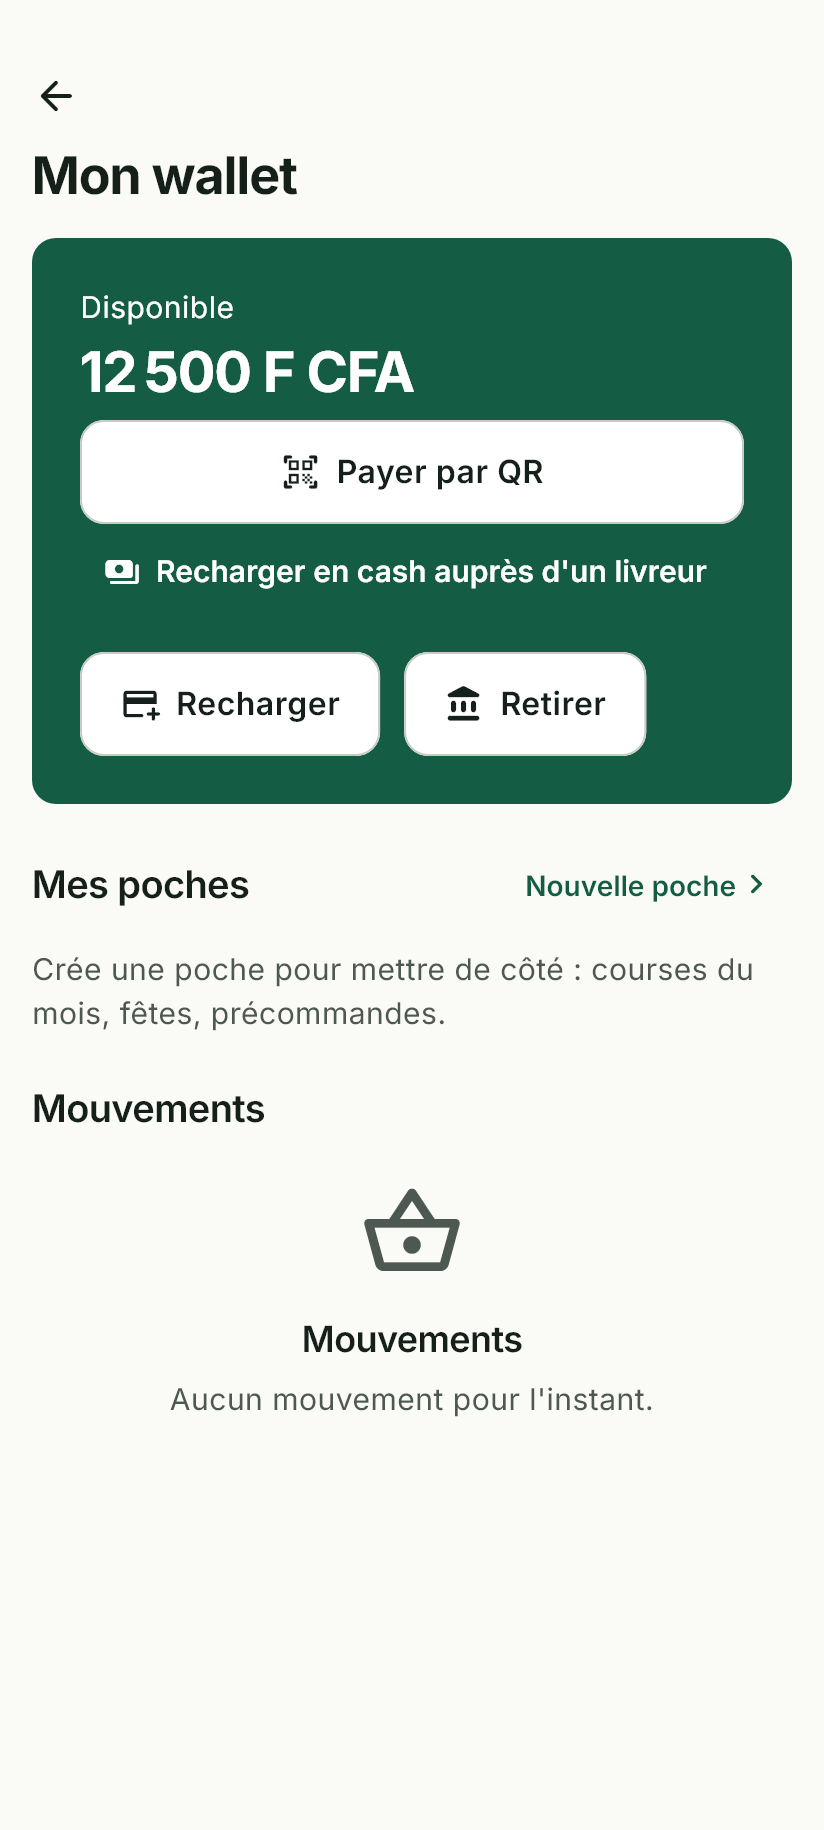 Mon wallet
Disponible
12 500 F CFA
Payer par QR
Recharger en cash auprès d'un livreur
Recharger
Retirer
Mes poches
Nouvelle poche
Crée une poche pour mettre de côté : courses du
mois, fêtes, précommandes.
Mouvements
Mouvements
Aucun mouvement pour l'instant.